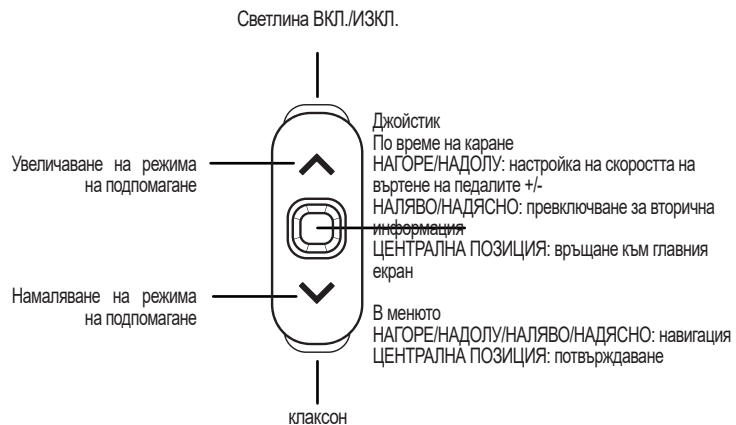 Светлина ВКЛ./ИЗКЛ.
Увеличаване на режима
на подпомагане
Намаляване на режима
на подпомагане
Джойстик
По време на каране
НАГОРЕ/НАДОЛУ: настройка на скоростта на
въртене на педалите +/-
НАЛЯВО/НАДЯСНО: превключване за вторична
информация
ЦЕНТРАЛНА ПОЗИЦИЯ: връщане към главния
екран
В менюто
НАГОРЕ/НАДОЛУ/НАЛЯВО/НАДЯСНО: навигация
ЦЕНТРАЛНА ПОЗИЦИЯ: потвърждаване
клаксон